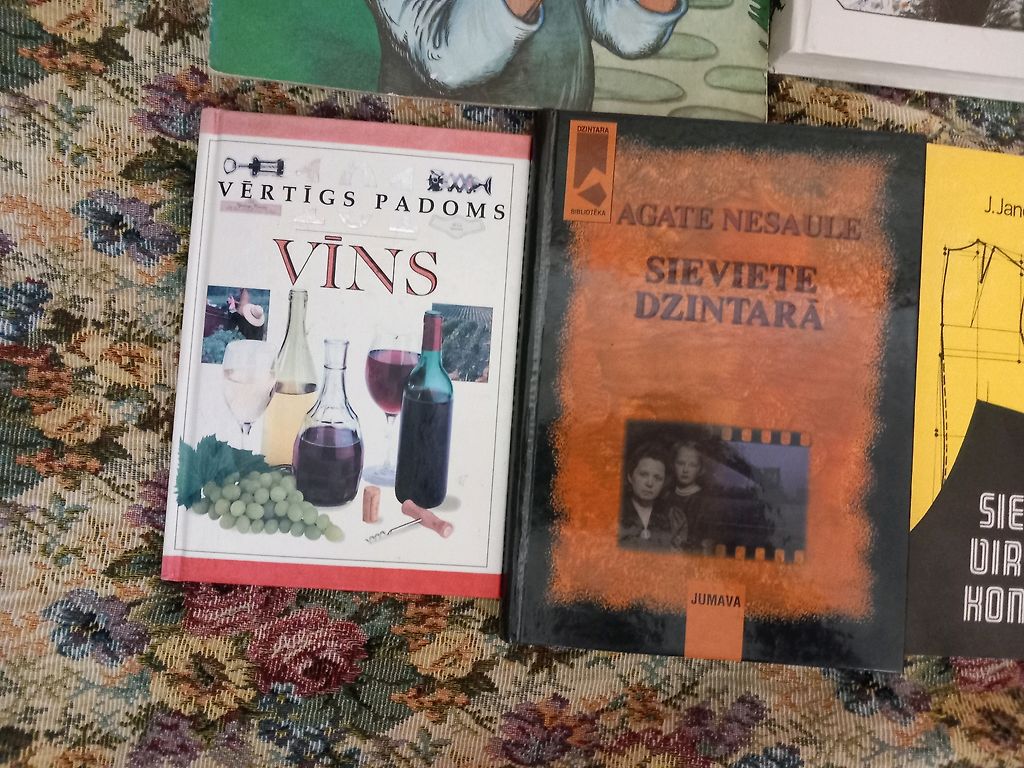 VĒRTĪGS PADOMS
VĪNS
DZINTARA
BIBLIOTĒKA
AGATE NESAULE
SIEVIETE
DZINTARĀ
JUMAVA